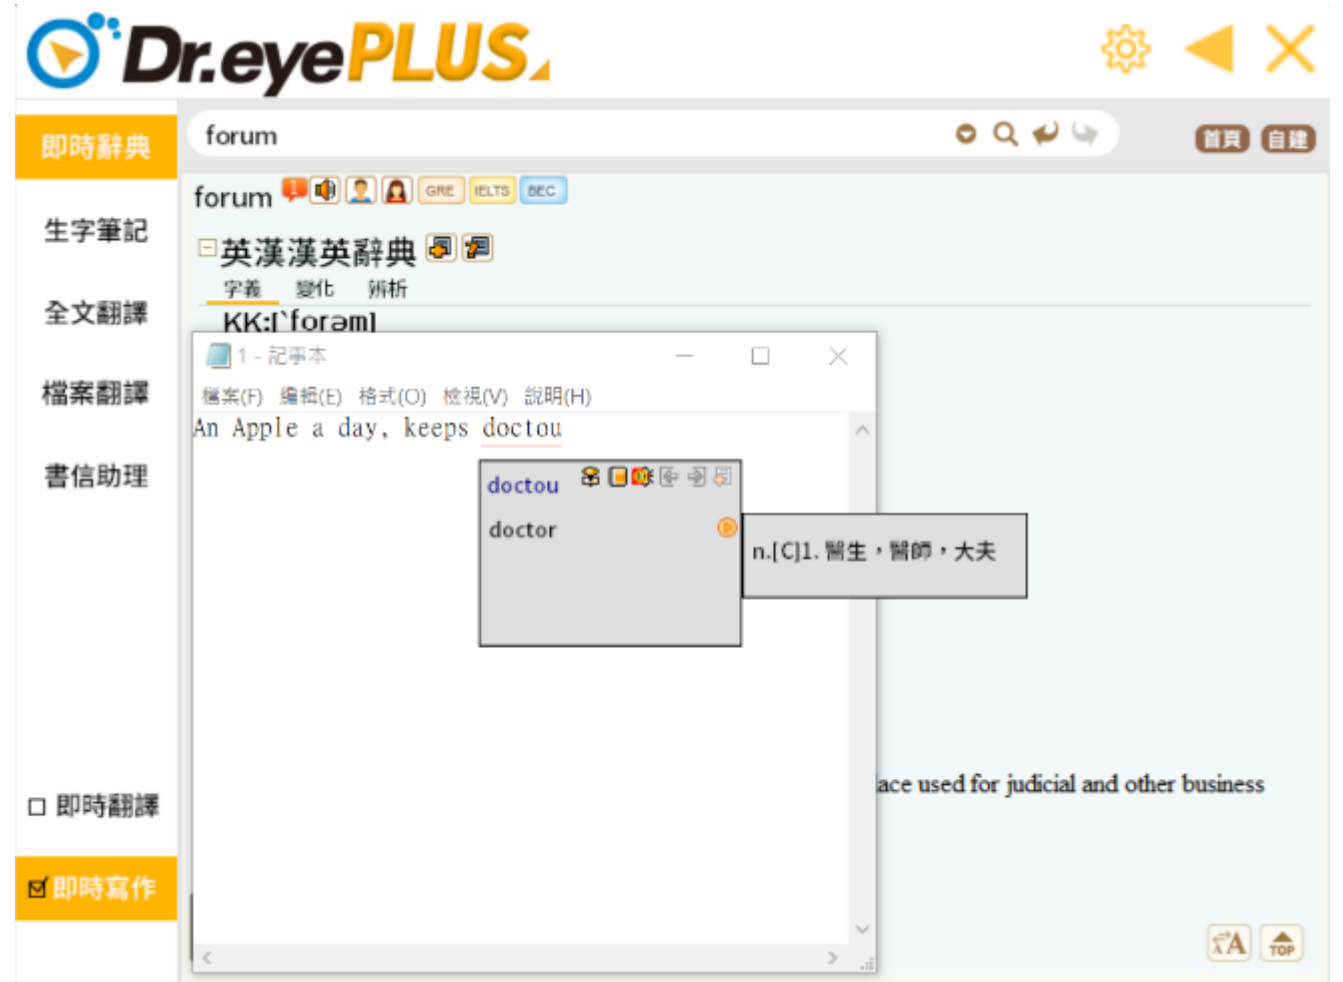 Dr.eye PLUS
即時辭典
forum
首頁 自建
forum GRE IELTS BEC
生字筆記
英漢漢英辭典
字義 變化 辨析
全文翻譯
KK:[`forəm]
1 - 記事本
檔案翻譯
檔案(F) 編輯(E) 格式(O) 檢視(V) 說明(H)
An Apple a day, keeps doctou
書信助理
doctou
doctor
n.[C]1. 醫生，醫師，大夫
ace used for judicial and other business
即時翻譯
即時寫作
A
TOP